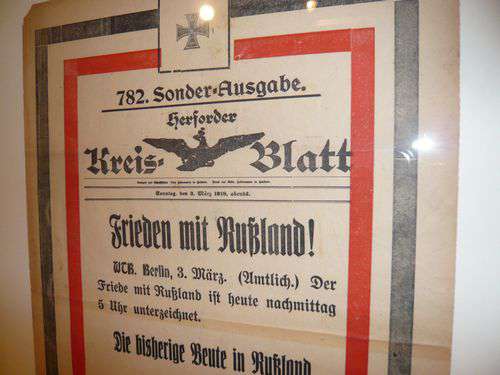 782. Sonder-Ausgabe.
Herforder
Kreis- Blatt
Sonntag, den 3. März 1918, abends.
Frieden mit Rußland!
WTB. Berlin, 3. März. (Amtlich.) Der
Friede mit Rußland ist heute nachmittag
5 Uhr unterzeichnet.
Die bisherige Beute in Rußland